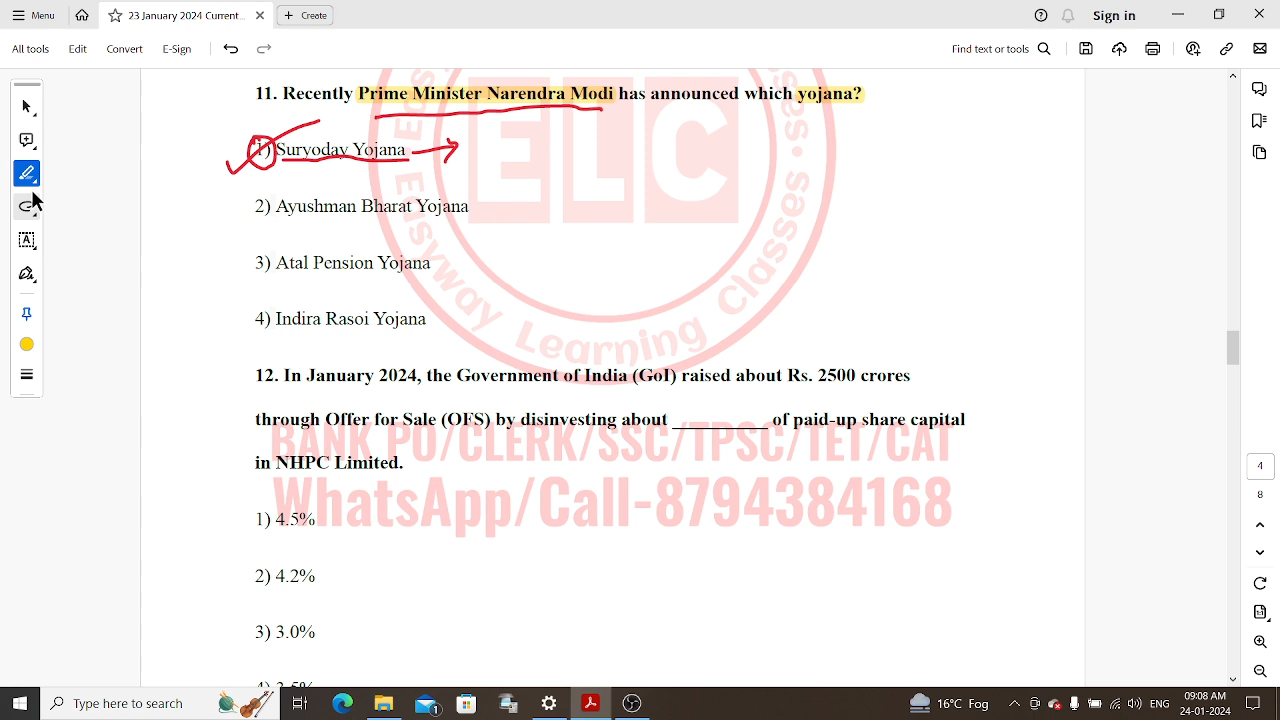 Menu
23 January 2024 Current...
Create
Sign in
All tools
Edit
Convert
E-Sign
Find text or tools
11. Recently Prime Minister Narendra Modi has announced which yojana?
1) Suryoday Yojana
2) Ayushman Bharat Yojana
3) Atal Pension Yojana
4) Indira Rasoi Yojana
12. In January 2024, the Government of India (GoI) raised about Rs. 2500 crores
through Offer for Sale (OFS) by disinvesting about __________ of paid-up share capital
in NHPC Limited.
1) 4.5%
2) 4.2%
3) 3.0%
ELC
Easyway Learning Classes
BANK PO/CLERK/SSC/TPSC/TET/CAT
WhatsApp/Call-8794384168
4
8
Type here to search
1
16°C Fog
ENG
09:08 AM
24-01-2024